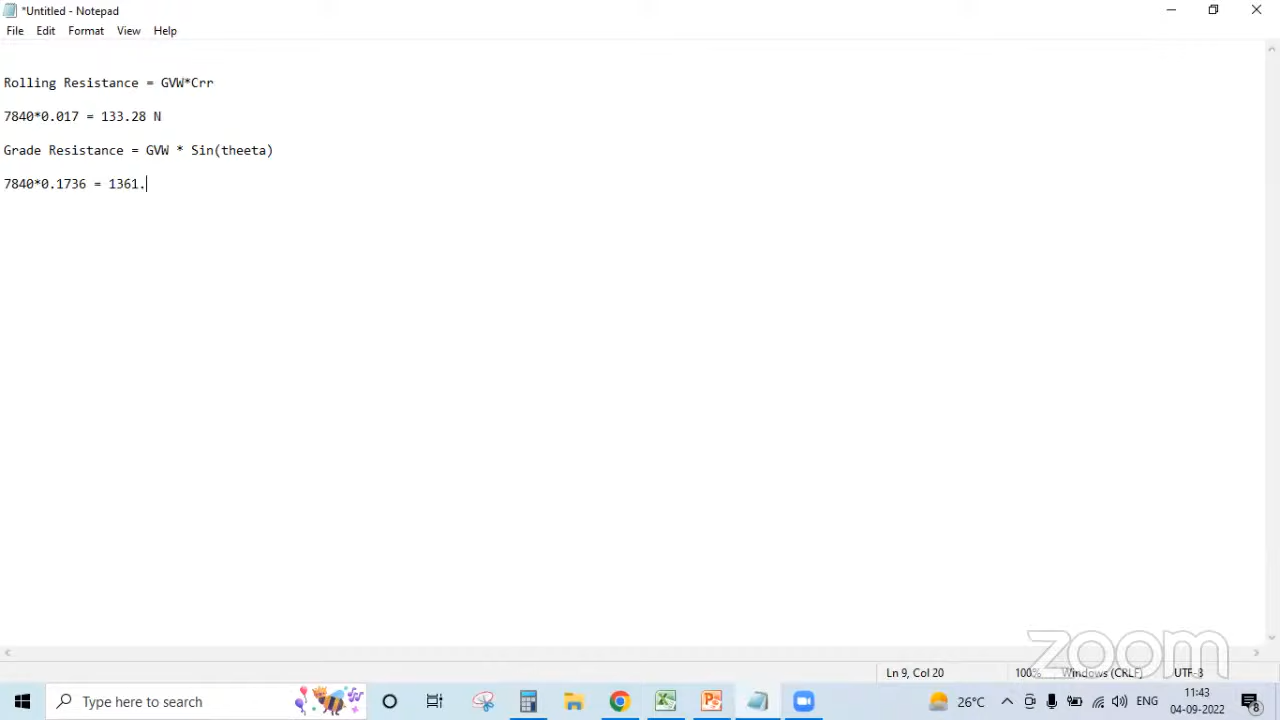 *Untitled - Notepad
File Edit Format View Help
Rolling Resistance = GVW*Crr
7840*0.017 = 133.28 N
Grade Resistance = GVW * Sin(theeta)
7840*0.1736 = 1361.
zoom
Ln 9, Col 20 100% Windows (CRLF) UTF-8
Type here to search
26°C
ENG
11:43
04-09-2022
8